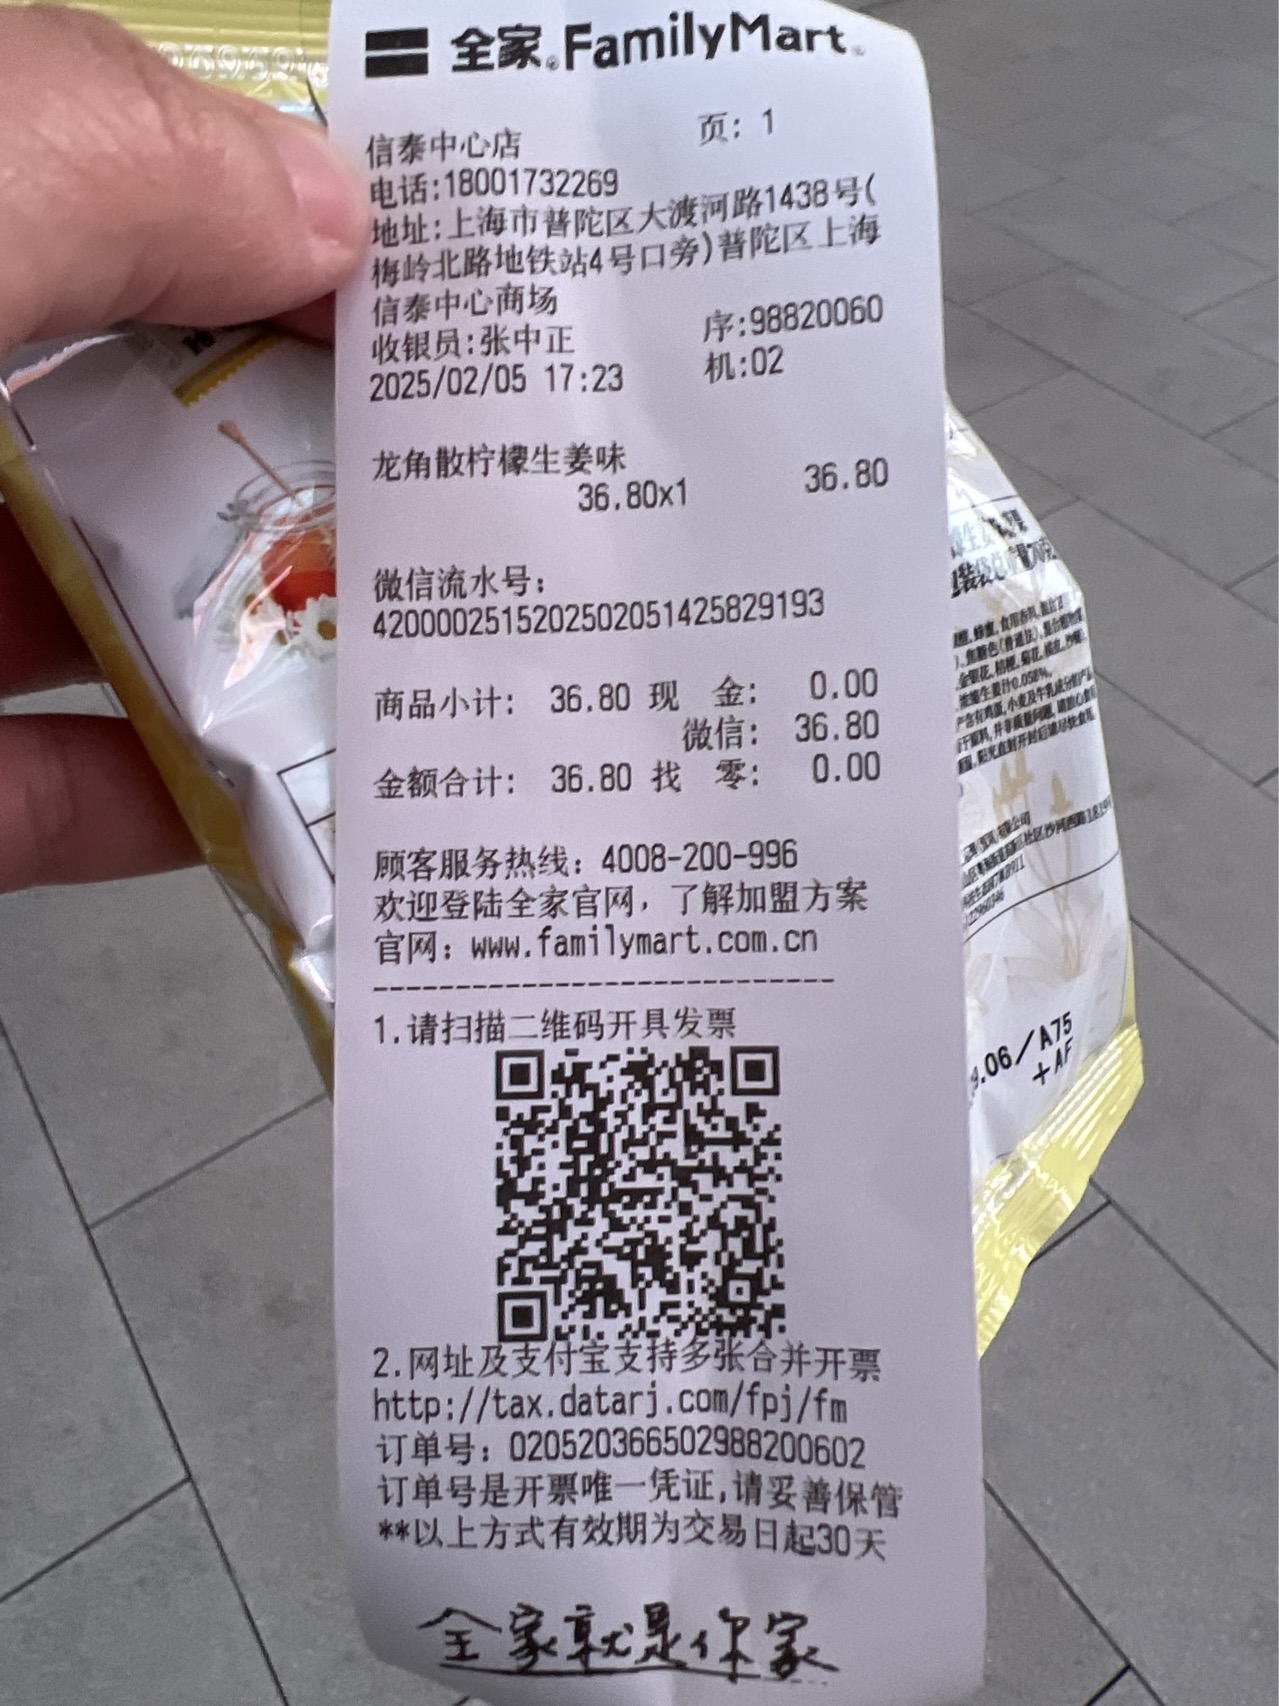 全家®FamilyMart®
页: 1
信泰中心店
电话:18001732269
地址:上海市普陀区大渡河路1438号(
梅岭北路地铁站4号口旁)普陀区上海
信泰中心商场
收银员:张中正 序:98820060
2025/02/05 17:23 机:02
龙角散柠檬生姜味
36.80x1 36.80
微信流水号:
4200002515202502051425829193
商品小计: 36.80 现 金: 0.00
微信: 36.80
金额合计: 36.80 找 零: 0.00
顾客服务热线: 4008-200-996
欢迎登陆全家官网, 了解加盟方案
官网: www.familymart.com.cn
1.请扫描二维码开具发票
2.网址及支付宝支持多张合并开票
http://tax.datarj.com/fpj/fm
订单号: 020520366502988200602
订单号是开票唯一凭证,请妥善保管
**以上方式有效期为交易日起30天
全家就是你家
9.06/A75
+AF